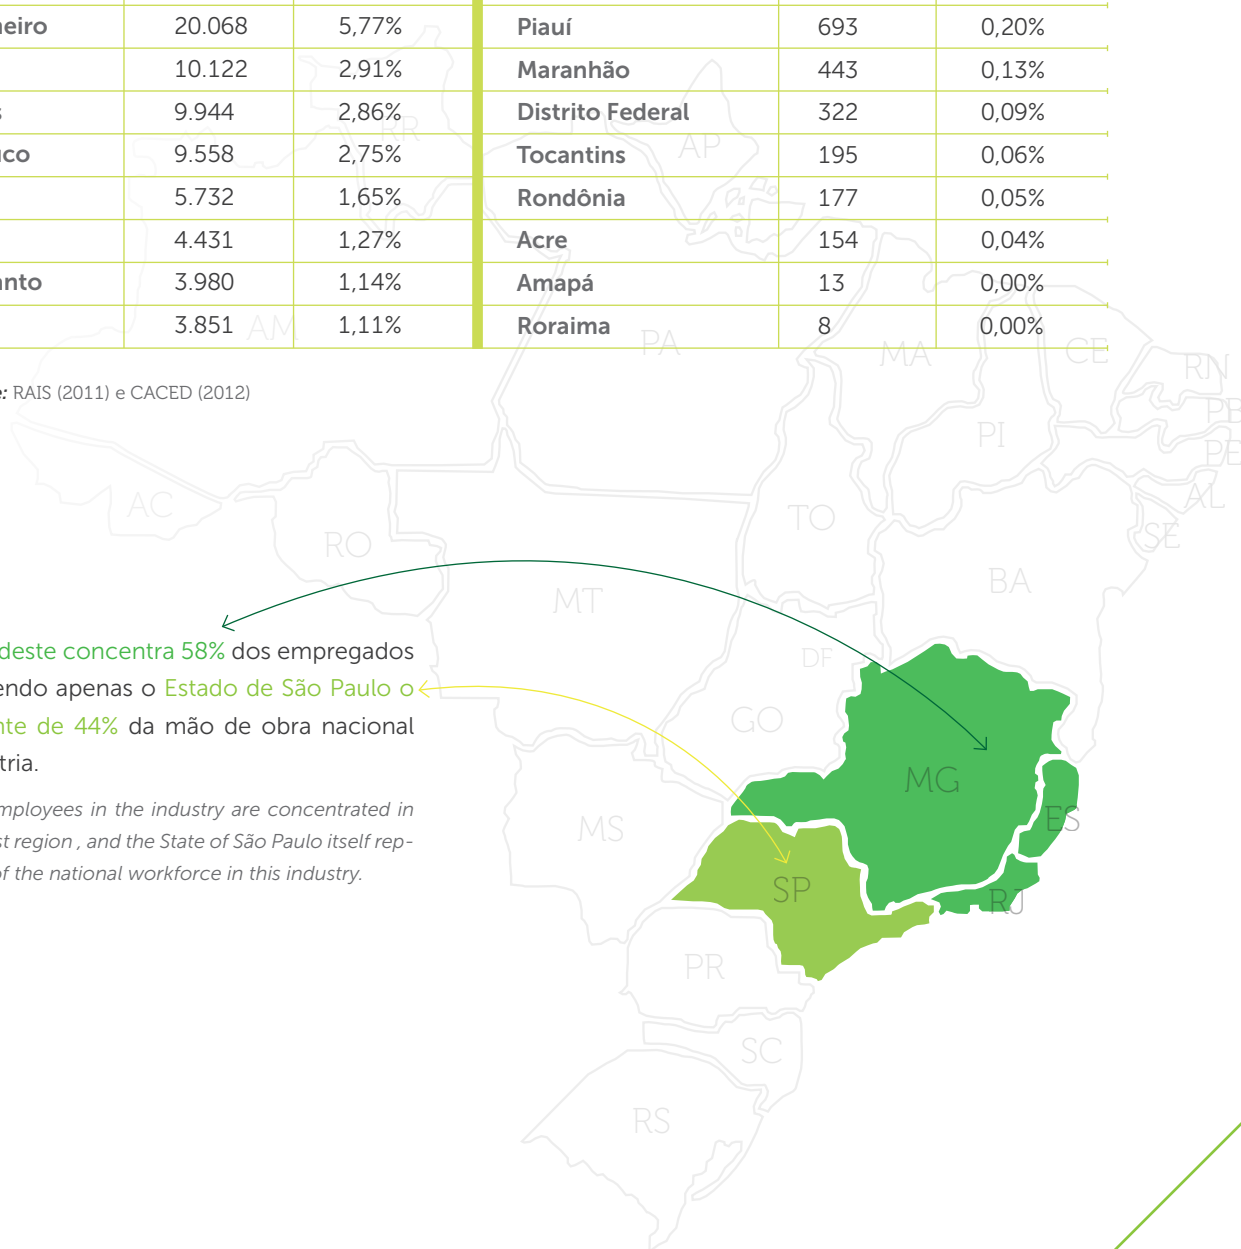 neiro 20.068 5,77% Piauí 693 0,20%
10.122 2,91% Maranhão 443 0,13%
s 9.944 2,86% Distrito Federal 322 0,09%
uco 9.558 2,75% Tocantins 195 0,06%
5.732 1,65% Rondônia 177 0,05%
4.431 1,27% Acre 154 0,04%
anto 3.980 1,14% Amapá 13 0,00%
3.851 1,11% Roraima 8 0,00%
e: RAIS (2011) e CACED (2012)
deste concentra 58% dos empregados
endo apenas o Estado de São Paulo o
nte de 44% da mão de obra nacional
tria.
mployees in the industry are concentrated in
st region , and the State of São Paulo itself rep-
of the national workforce in this industry.
RR
AP
AM
PA
MA
CE
RN
PB
PI
PE
AL
AC
TO
SE
RO
BA
MT
DF
GO
MG
MS
ES
SP
RJ
PR
SC
RS